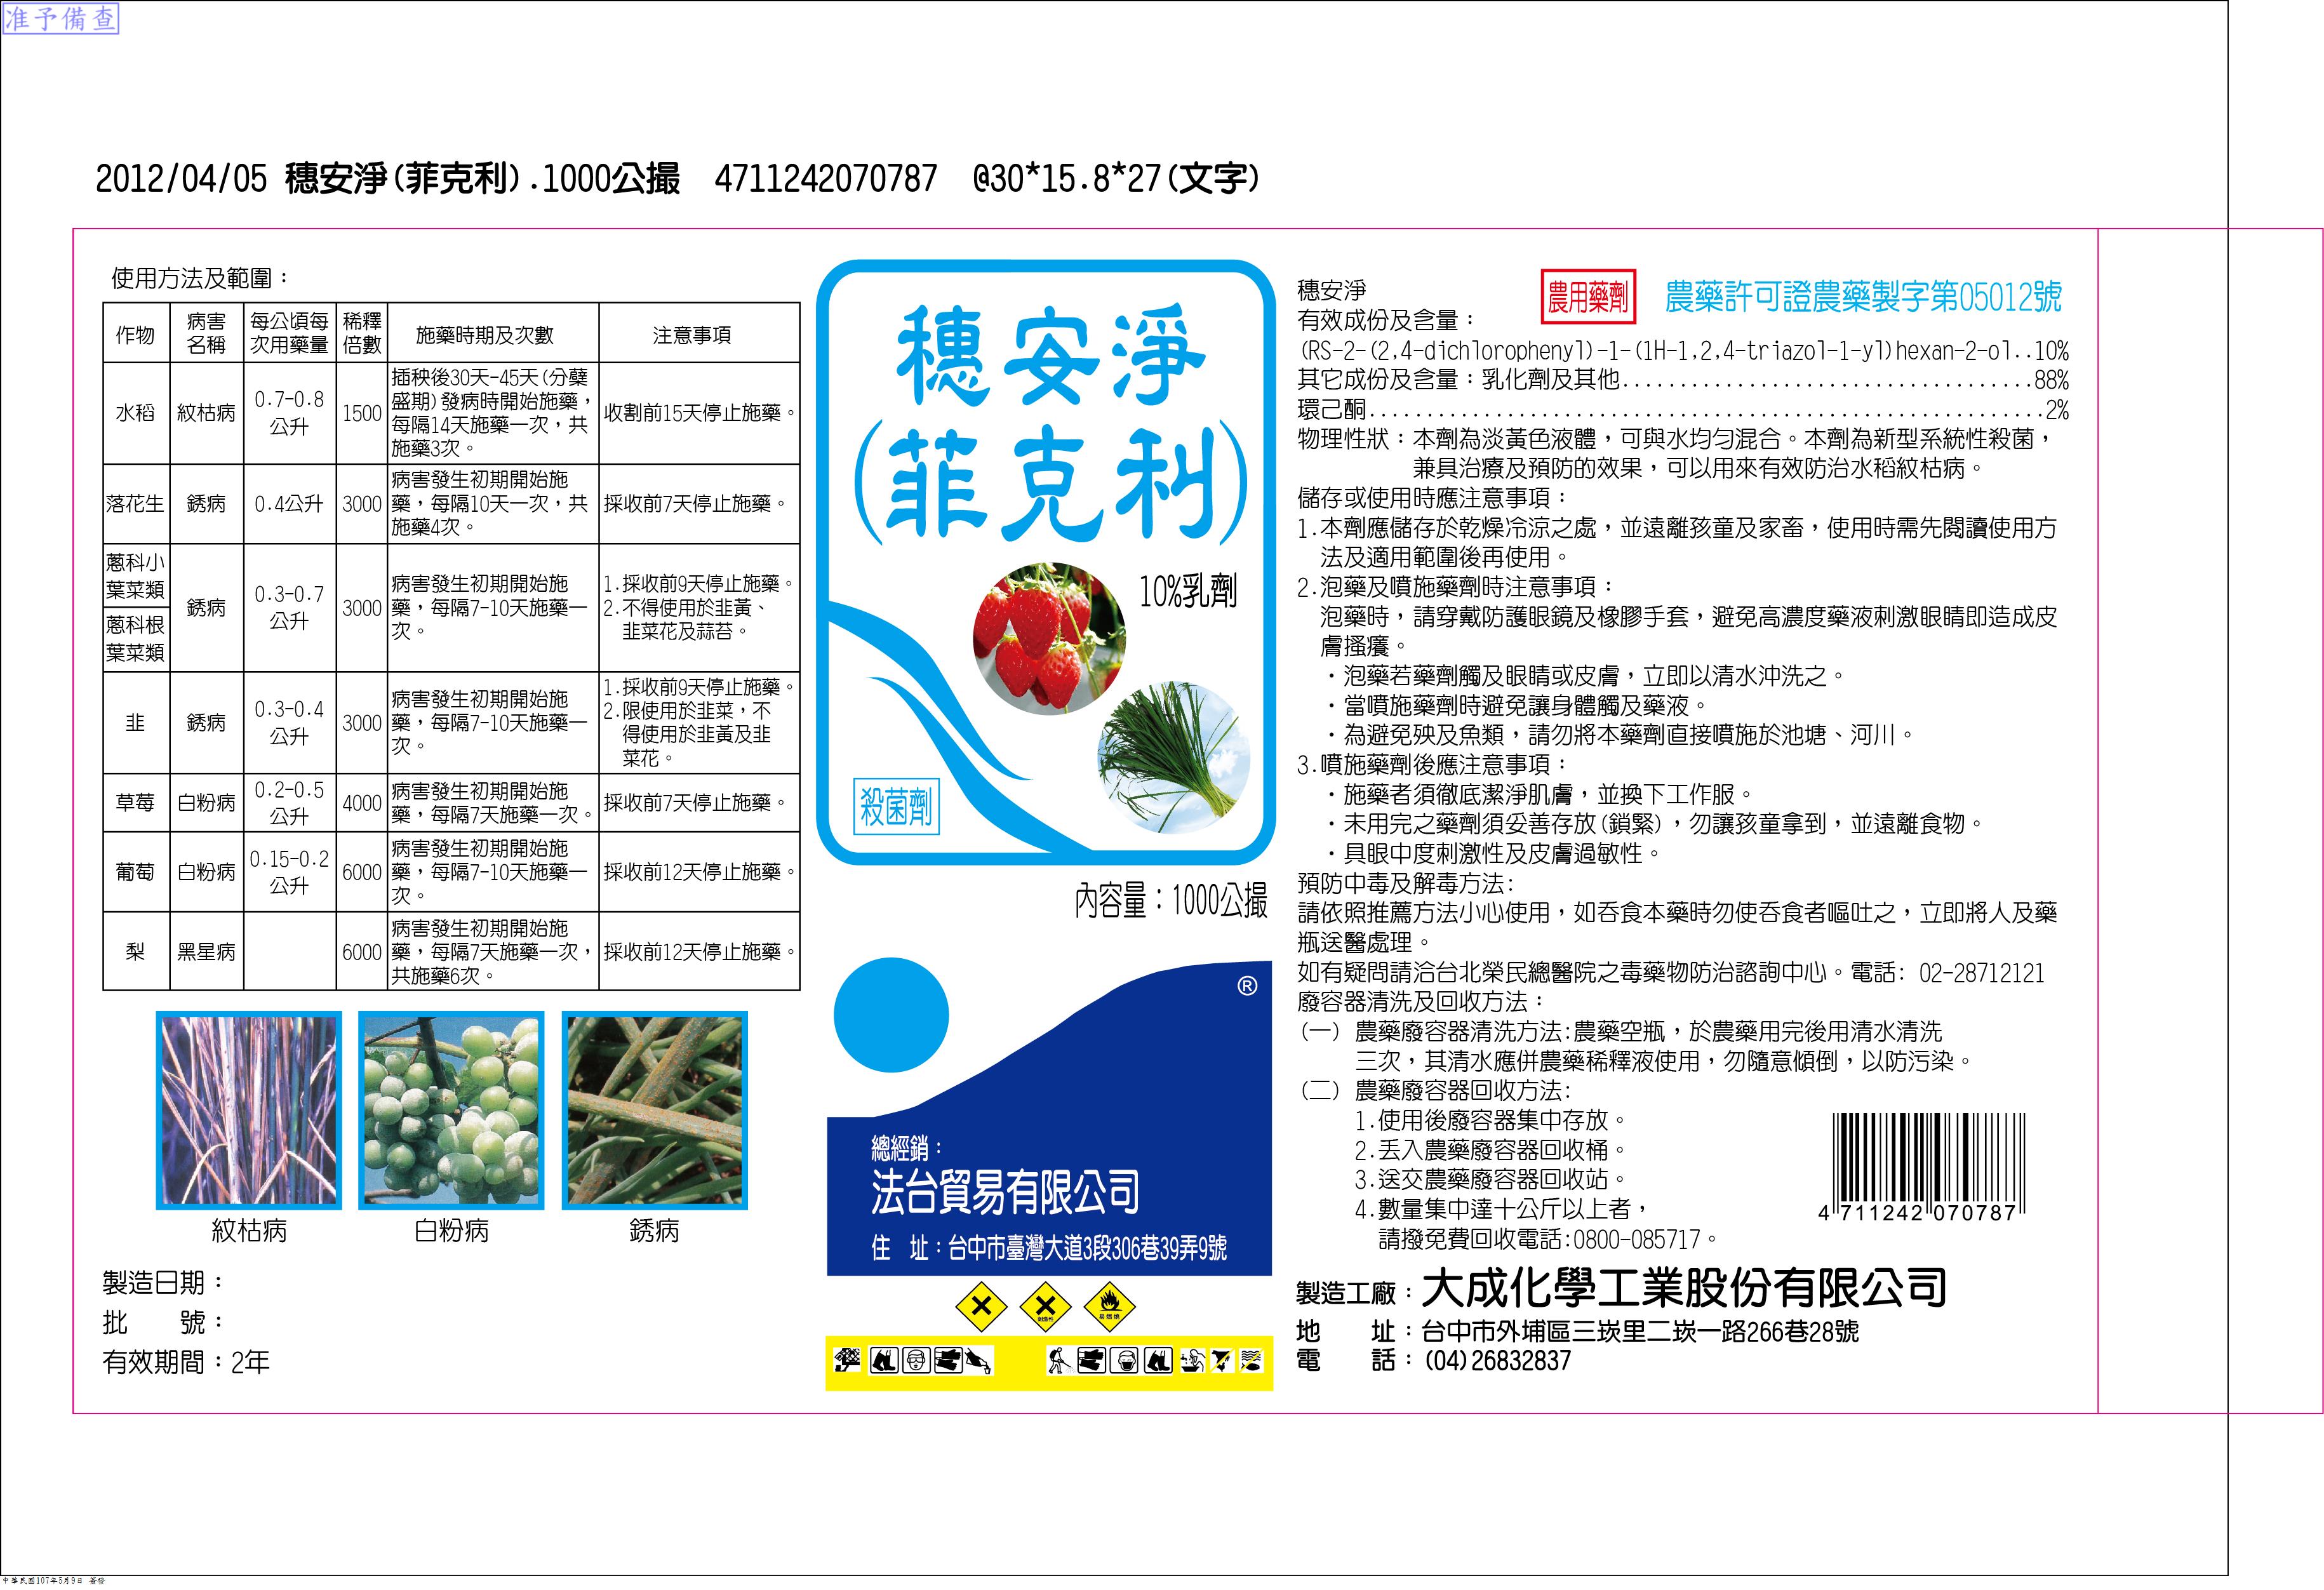 准予備查
2012/04/05 穗安淨(菲克利).1000公撮 4711242070787 @30*15.8*27(文字)
使用方法及範圍：
作物 病害名稱 每公頃每次用藥量 稀釋倍數 施藥時期及次數 注意事項
水稻 紋枯病 0.7-0.8公升 1500 插秧後30天-45天(分蘗盛期)發病時開始施藥，每隔14天施藥一次，共施藥3次。 收割前15天停止施藥。
落花生 銹病 0.4公升 3000 病害發生初期開始施藥，每隔10天一次，共施藥4次。 採收前7天停止施藥。
蔥科小葉菜類 蔥科根葉菜類 銹病 0.3-0.7公升 3000 病害發生初期開始施藥，每隔7-10天施藥一次。 1.採收前9天停止施藥。 2.不得使用於韭黃、韭菜花及蒜苔。
韭 銹病 0.3-0.4公升 3000 病害發生初期開始施藥，每隔7-10天施藥一次。 1.採收前9天停止施藥。 2.限使用於韭菜，不得使用於韭黃及韭菜花。
草莓 白粉病 0.2-0.5公升 4000 病害發生初期開始施藥，每隔7天施藥一次。 採收前7天停止施藥。
葡萄 白粉病 0.15-0.2公升 6000 病害發生初期開始施藥，每隔7-10天施藥一次。 採收前12天停止施藥。
梨 黑星病 6000 病害發生初期開始施藥，每隔7天施藥一次，共施藥6次。 採收前12天停止施藥。
紋枯病 白粉病 銹病
製造日期：
批　　號：
有效期間：2年
穗安淨
(菲克利)
10%乳劑
殺菌劑
內容量：1000公撮
®
總經銷：
法台貿易有限公司
住　址：台中市臺灣大道3段306巷39弄9號
刺激性
易燃燒
穗安淨
農用藥劑
農藥許可證農藥製字第05012號
有效成份及含量：
(RS-2-(2,4-dichlorophenyl)-1-(1H-1,2,4-triazol-1-yl)hexan-2-ol..10%
其它成份及含量：乳化劑及其他....................................88%
環己酮...........................................................2%
物理性狀：本劑為淡黃色液體，可與水均勻混合。本劑為新型系統性殺菌，
兼具治療及預防的效果，可以用來有效防治水稻紋枯病。
儲存或使用時應注意事項：
1.本劑應儲存於乾燥冷涼之處，並遠離孩童及家畜，使用時需先閱讀使用方
法及適用範圍後再使用。
2.泡藥及噴施藥劑時注意事項：
泡藥時，請穿戴防護眼鏡及橡膠手套，避免高濃度藥液刺激眼睛即造成皮
膚搔癢。
・泡藥若藥劑觸及眼睛或皮膚，立即以清水沖洗之。
・當噴施藥劑時避免讓身體觸及藥液。
・為避免殃及魚類，請勿將本藥劑直接噴施於池塘、河川。
3.噴施藥劑後應注意事項：
・施藥者須徹底潔淨肌膚，並換下工作服。
・未用完之藥劑須妥善存放(鎖緊)，勿讓孩童拿到，並遠離食物。
・具眼中度刺激性及皮膚過敏性。
預防中毒及解毒方法:
請依照推薦方法小心使用，如吞食本藥時勿使吞食者嘔吐之，立即將人及藥
瓶送醫處理。
如有疑問請洽台北榮民總醫院之毒藥物防治諮詢中心。電話: 02-28712121
廢容器清洗及回收方法：
(一) 農藥廢容器清洗方法:農藥空瓶，於農藥用完後用清水清洗
三次，其清水應併農藥稀釋液使用，勿隨意傾倒，以防污染。
(二) 農藥廢容器回收方法:
1.使用後廢容器集中存放。
2.丟入農藥廢容器回收桶。
3.送交農藥廢容器回收站。
4.數量集中達十公斤以上者，
請撥免費回收電話:0800-085717。
4 711242 070787
製造工廠：大成化學工業股份有限公司
地　　址：台中市外埔區三崁里二崁一路266巷28號
電　　話：(04)26832837
中華民國107年5月9日 簽發